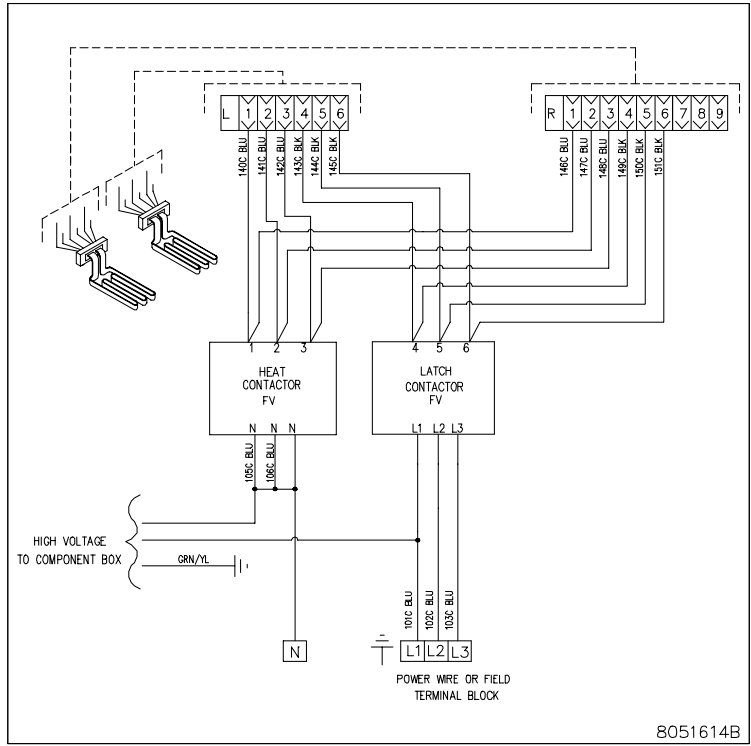 L 1 2 3 4 5 6
R 1 2 3 4 5 6 7 8 9
140C BLU
141C BLU
142C BLU
143C BLK
144C BLK
145C BLK
146C BLU
147C BLU
148C BLU
149C BLK
150C BLK
151C BLK
1 2 3
HEAT
CONTACTOR
FV
N N N
4 5 6
LATCH
CONTACTOR
FV
L1 L2 L3
105C BLU
106C BLU
HIGH VOLTAGE
TO COMPONENT BOX
GRN/YL
101C BLU
102C BLU
103C BLU
N
L1 L2 L3
POWER WIRE OR FIELD
TERMINAL BLOCK
8051614B